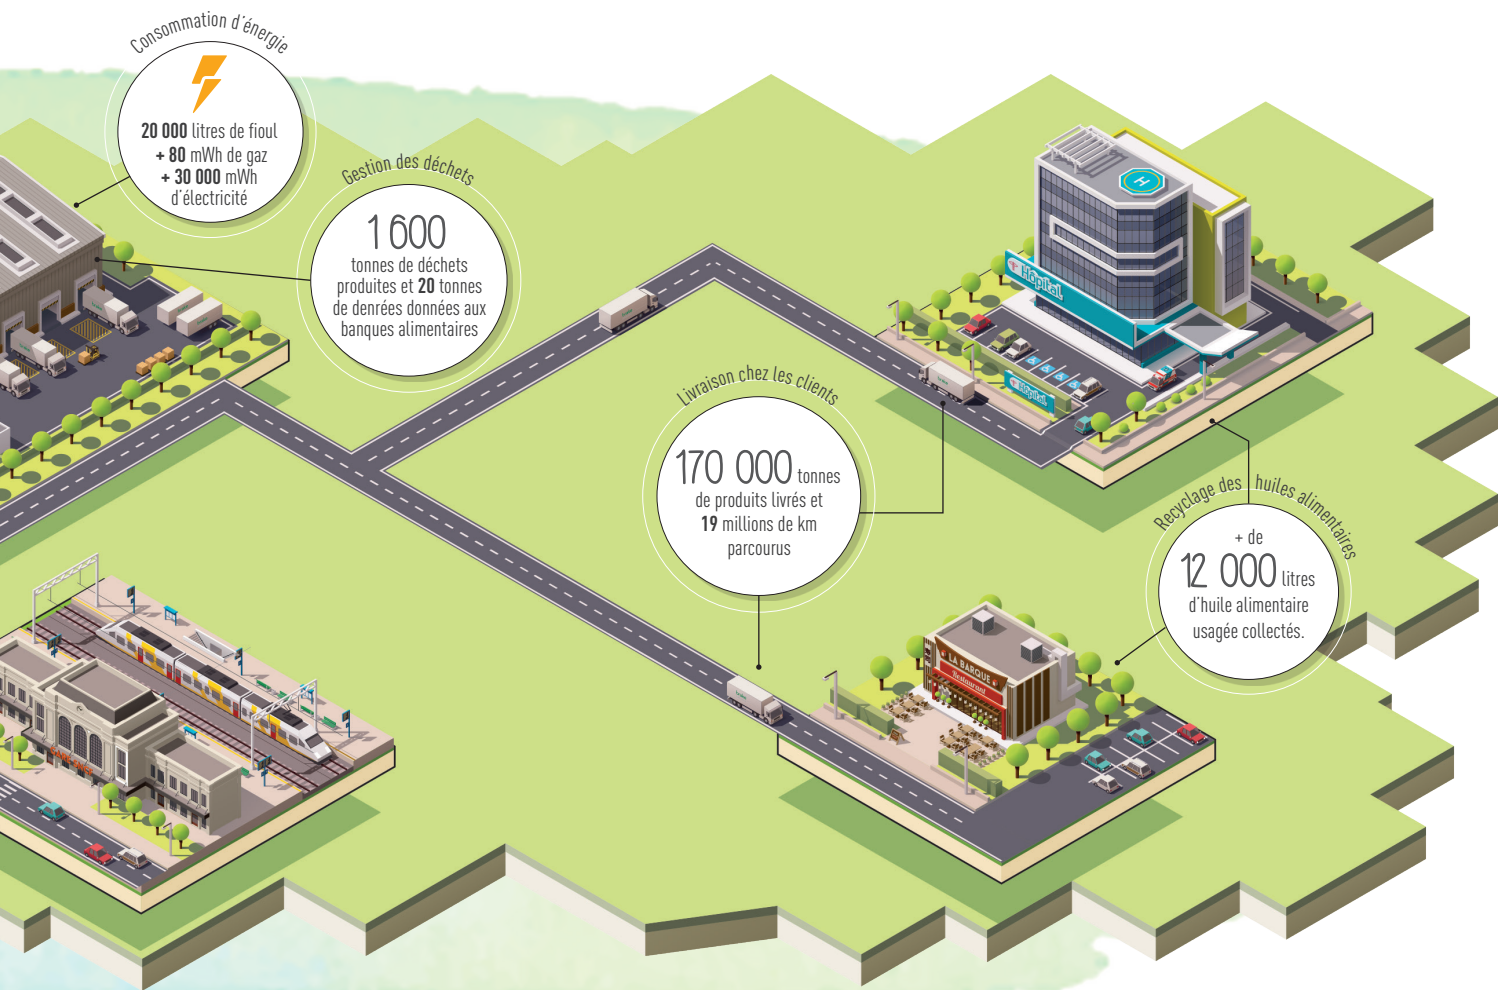 Consommation d'énergie
20 000 litres de fioul
+ 80 mWh de gaz
+ 30 000 mWh
d'électricité
Gestion des déchets
1 600
tonnes de déchets
produites et 20 tonnes
de denrées données aux
banques alimentaires
H
Hôpital
Hôpital
Livraison chez les clients
170 000 tonnes
de produits livrés et
19 millions de km
parcourus
Recyclage des huiles alimentaires
+ de
12 000 litres
d'huile alimentaire
usagée collectés.
LA BARQUE
Restaurant